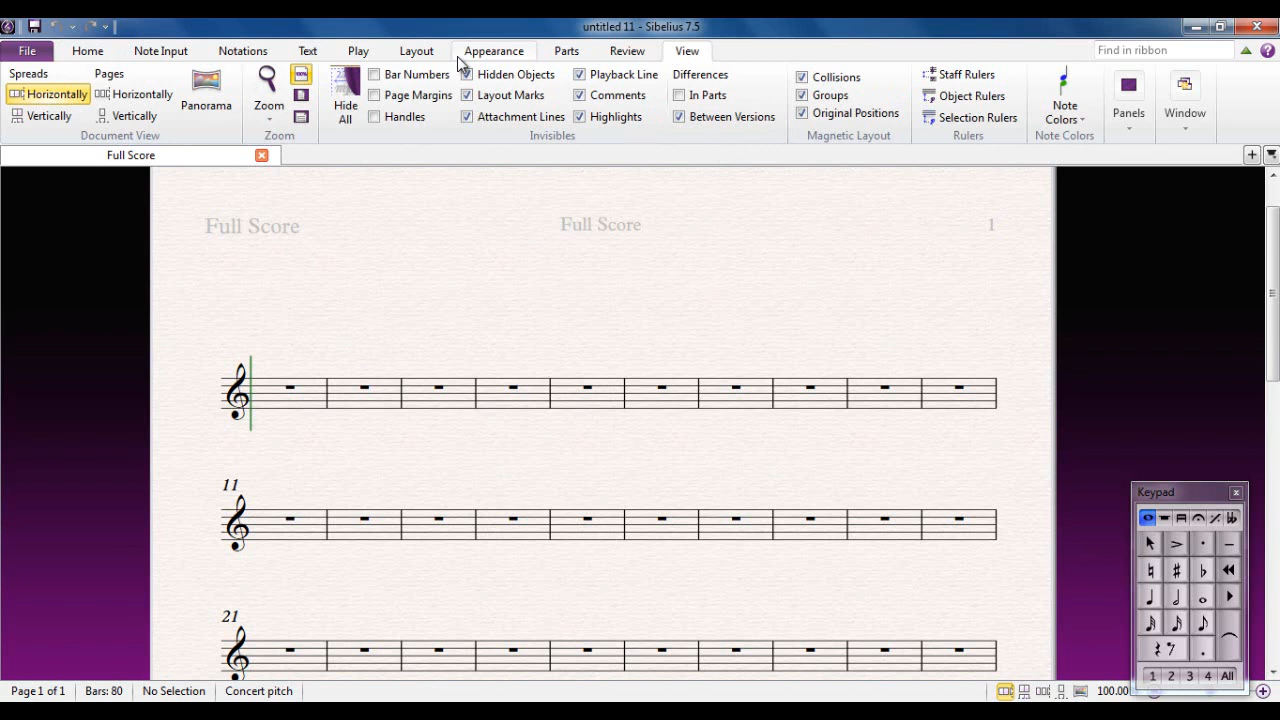 untitled 11 - Sibelius 7.5
File Home Note Input Notations Text Play Layout Appearance Parts Review View Find in ribbon
Spreads Pages Bar Numbers Hidden Objects Playback Line Differences Collisions Staff Rulers
Horizontally Horizontally Panorama Zoom Hide All Page Margins Layout Marks Comments In Parts Groups Object Rulers Note Colors Panels Window
Vertically Vertically Handles Attachment Lines Highlights Between Versions Original Positions Selection Rulers
Document View Zoom Invisibles Magnetic Layout Rulers Note Colors
Full Score
Full Score Full Score 1
11
Keypad
21
1 2 3 4 All
Page 1 of 1 Bars: 80 No Selection Concert pitch 100.00